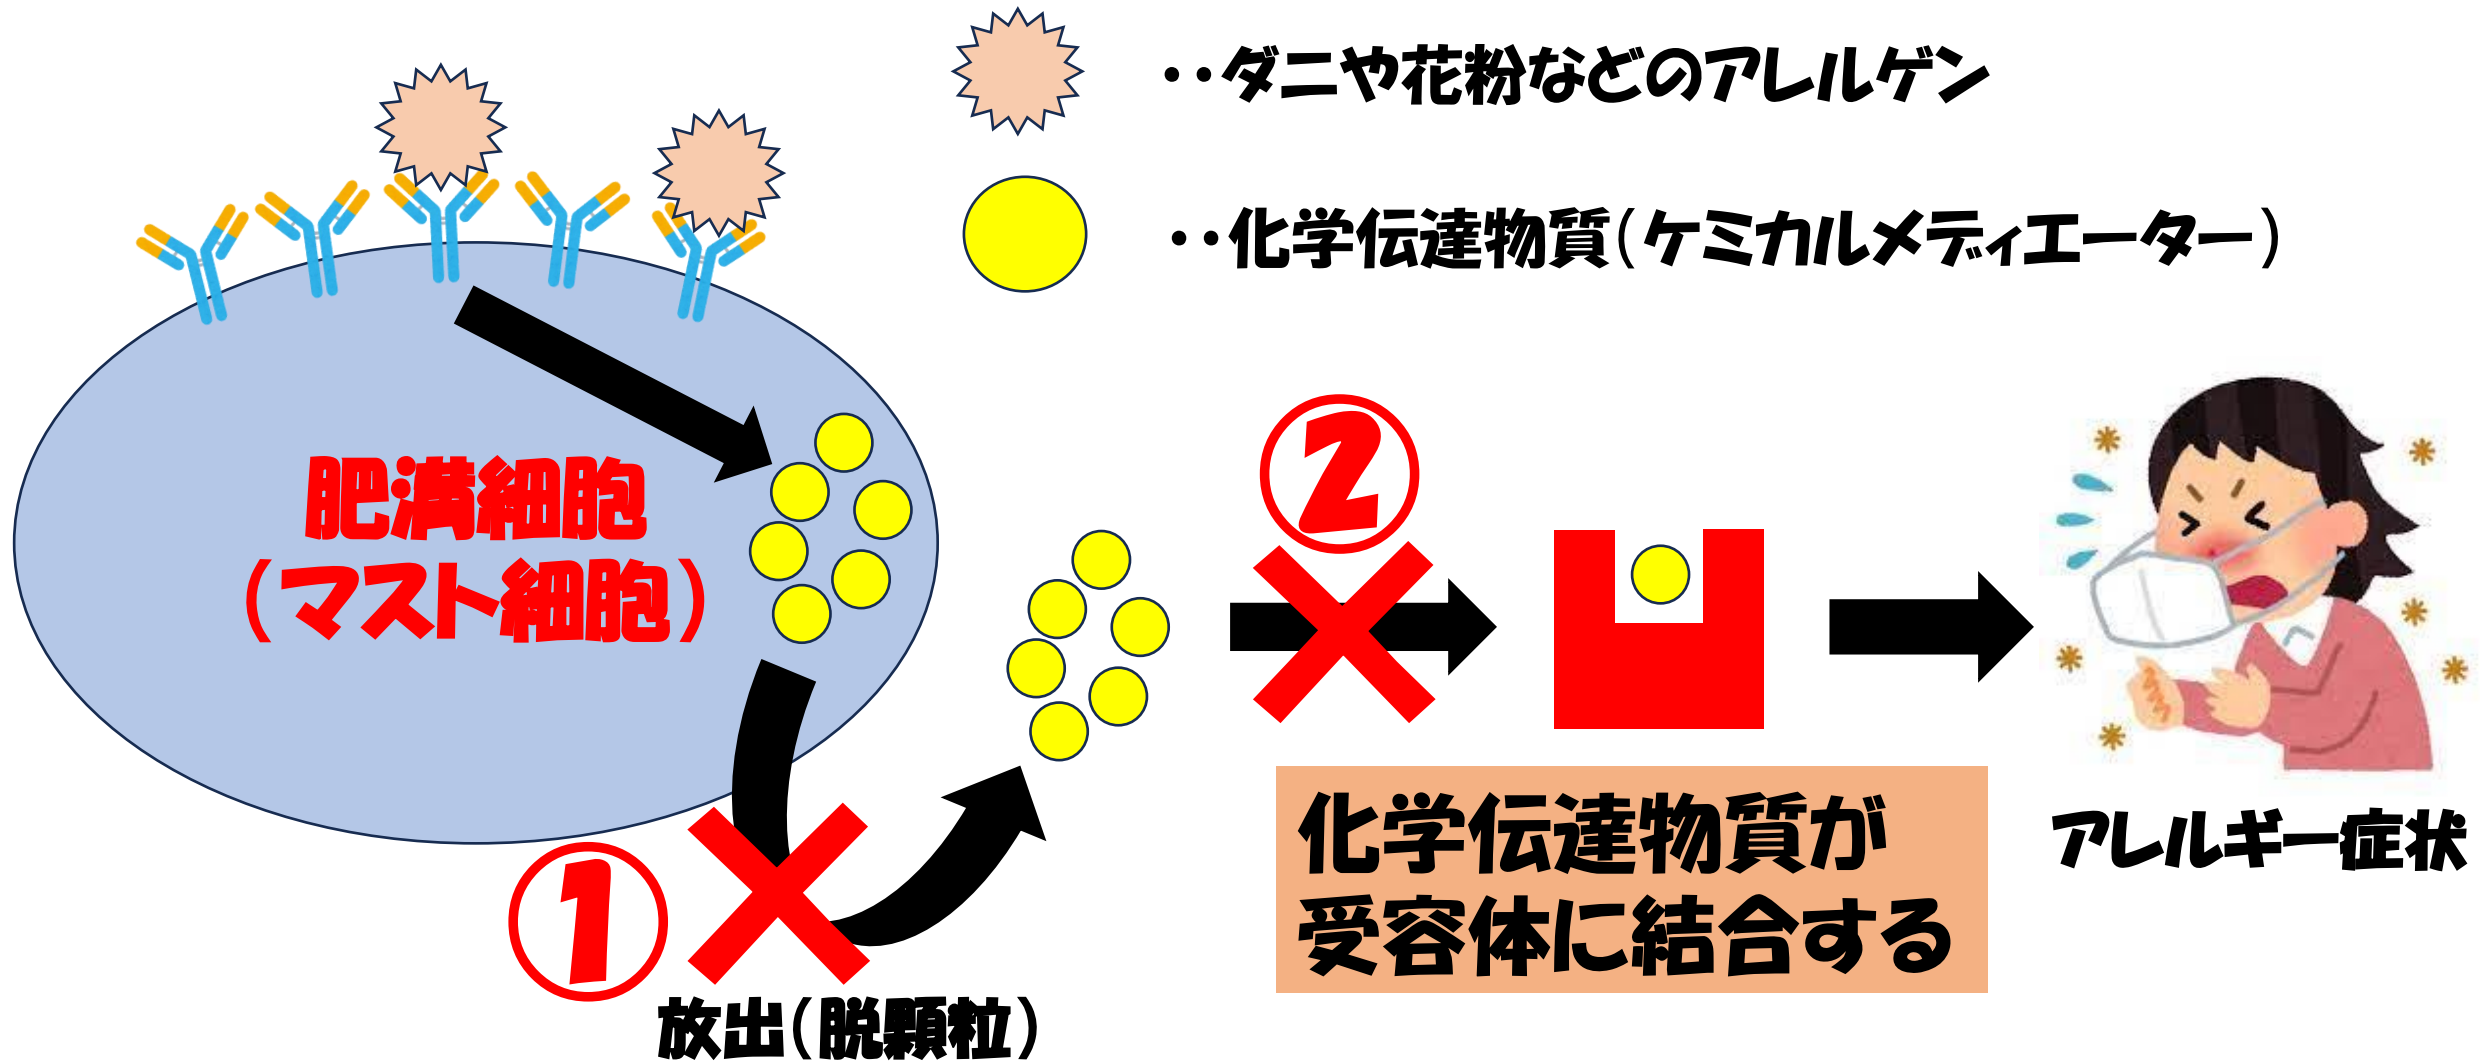 ‥ダニや花粉などのアレルゲン
‥化学伝達物質(ケミカルメディエーター)
肥満細胞
(マスト細胞)
②
化学伝達物質が
受容体に結合する
アレルギー症状
①
放出(脱顆粒)